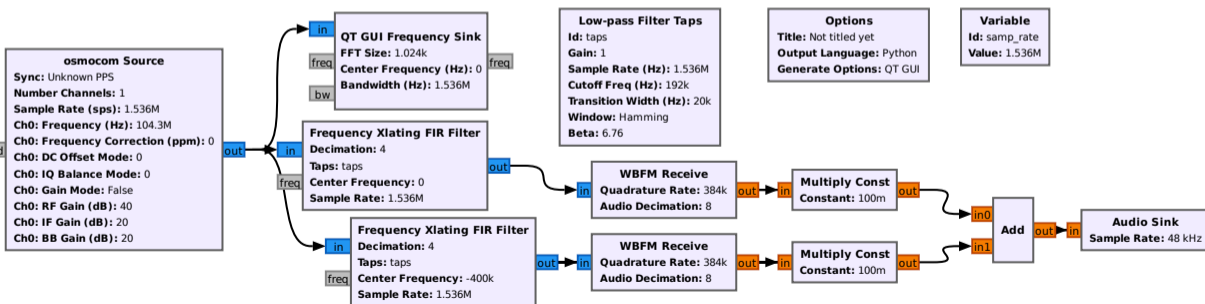 osmocom Source
Sync: Unknown PPS
Number Channels: 1
Sample Rate (sps): 1.536M
Ch0: Frequency (Hz): 104.3M
Ch0: Frequency Correction (ppm): 0
Ch0: DC Offset Mode: 0
Ch0: IQ Balance Mode: 0
Ch0: Gain Mode: False
Ch0: RF Gain (dB): 40
Ch0: IF Gain (dB): 20
Ch0: BB Gain (dB): 20
out
in
freq
bw
QT GUI Frequency Sink
FFT Size: 1.024k
Center Frequency (Hz): 0
Bandwidth (Hz): 1.536M
freq
Low-pass Filter Taps
Id: taps
Gain: 1
Sample Rate (Hz): 1.536M
Cutoff Freq (Hz): 192k
Transition Width (Hz): 20k
Window: Hamming
Beta: 6.76
Options
Title: Not titled yet
Output Language: Python
Generate Options: QT GUI
Variable
Id: samp_rate
Value: 1.536M
in
freq
Frequency Xlating FIR Filter
Decimation: 4
Taps: taps
Center Frequency: 0
Sample Rate: 1.536M
out
in
WBFM Receive
Quadrature Rate: 384k
Audio Decimation: 8
out
in
Multiply Const
Constant: 100m
out
in
freq
Frequency Xlating FIR Filter
Decimation: 4
Taps: taps
Center Frequency: -400k
Sample Rate: 1.536M
out
in
WBFM Receive
Quadrature Rate: 384k
Audio Decimation: 8
out
in
Multiply Const
Constant: 100m
out
in0
in1
Add
out
in
Audio Sink
Sample Rate: 48 kHz